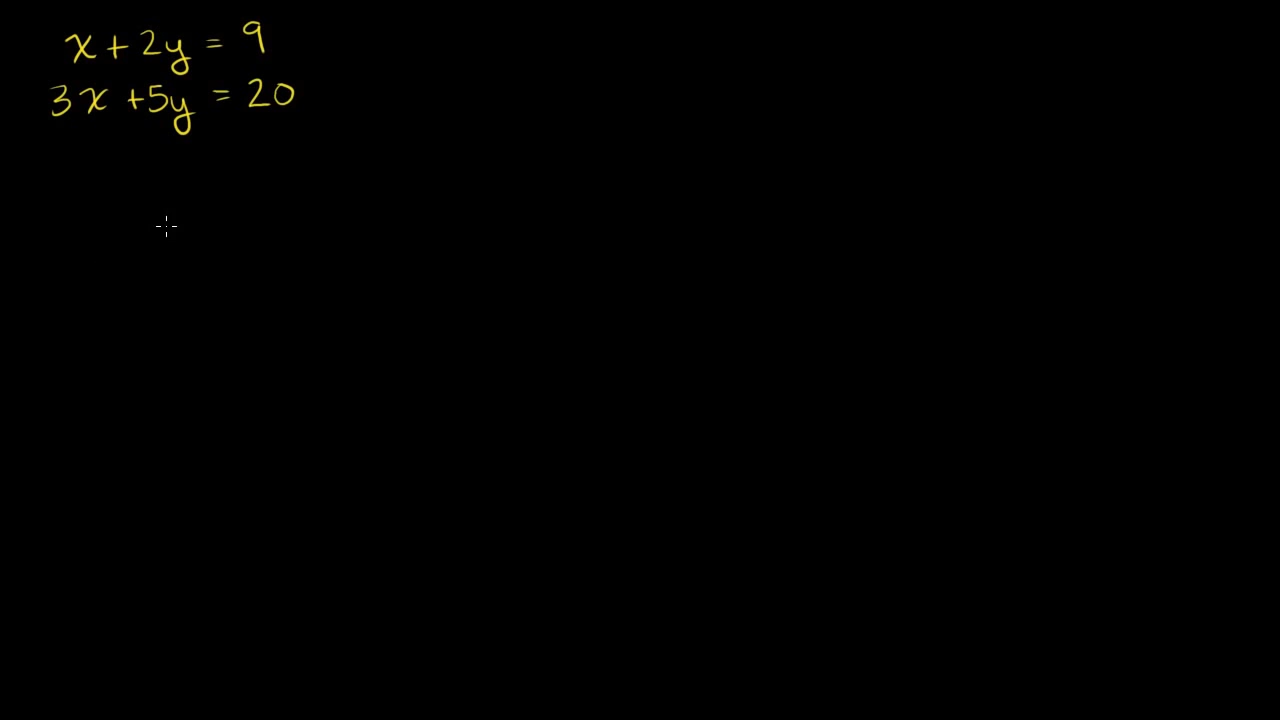 x + 2y = 9
3x + 5y = 20